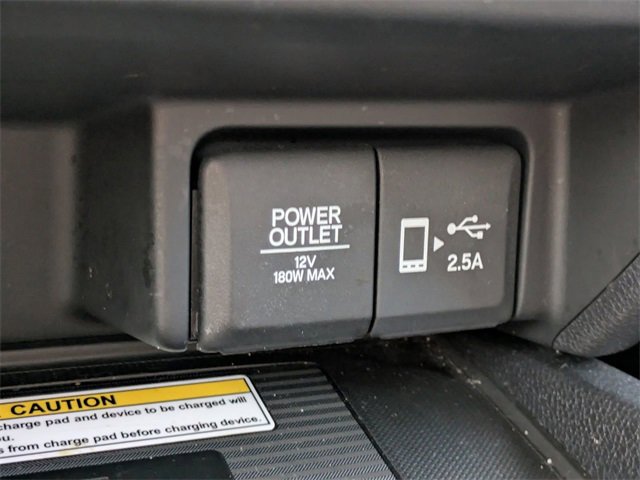 POWER
OUTLET
12V
180W MAX
2.5A
CAUTION
charge pad and device to be charged will
you.
from charge pad before charging device.